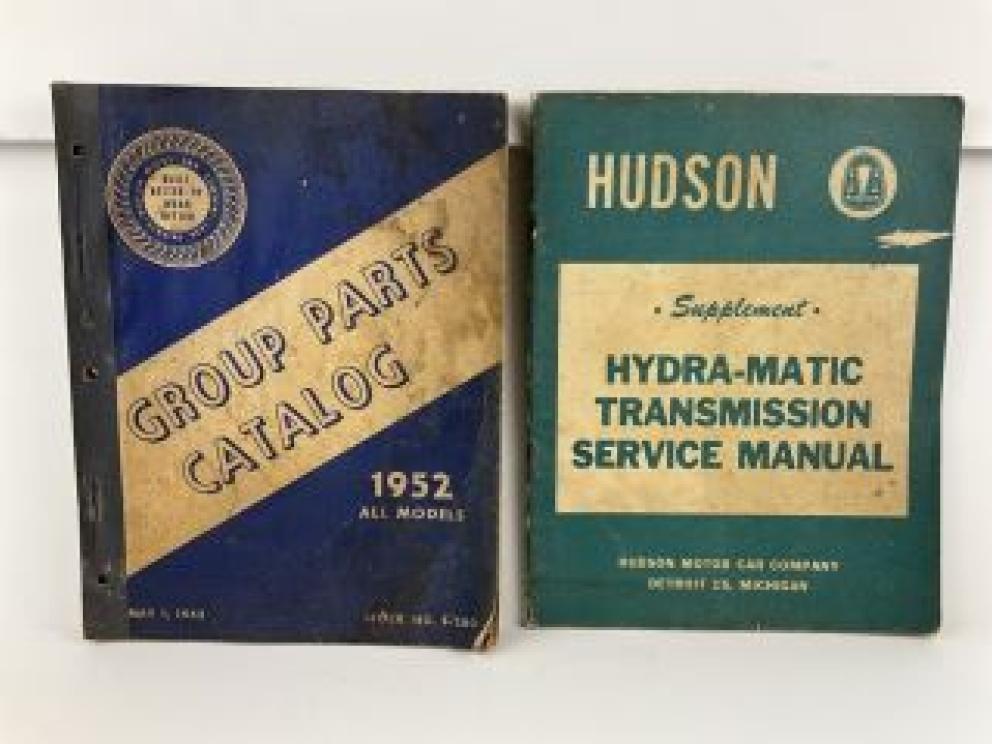 GROUP PARTS
CATALOG
1952
ALL MODELS
HUDSON
• Supplement •
HYDRA-MATIC
TRANSMISSION
SERVICE MANUAL
HUDSON MOTOR CAR COMPANY
DETROIT 15, MICHIGAN